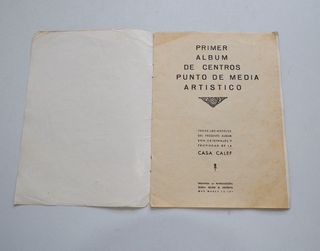 PRIMER
ALBUM
DE CENTROS
PUNTO DE MEDIA
ARTISTICO
TODOS LOS MODELOS
DEL PRESENTE ALBUM
SON ORIGINALES Y
PROPIEDAD DE LA
CASA CALEF